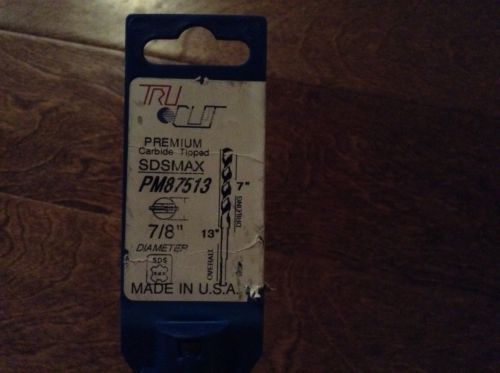 TRU
CUT
PREMIUM
Carbide Tipped
SDSMAX
PM87513
7"
DRILLING
7/8"
13"
DIAMETER
OVERALL
SDS
max
MADE IN U.S.A.